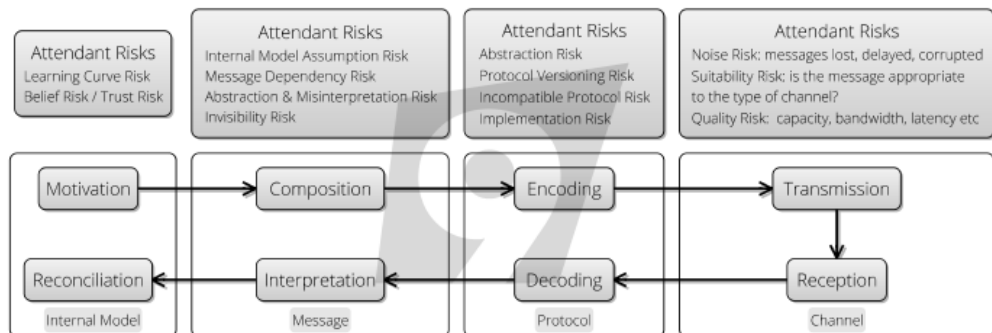 Attendant Risks
Learning Curve Risk
Belief Risk / Trust Risk
Attendant Risks
Internal Model Assumption Risk
Message Dependency Risk
Abstraction & Misinterpretation Risk
Invisibility Risk
Attendant Risks
Abstraction Risk
Protocol Versioning Risk
Incompatible Protocol Risk
Implementation Risk
Attendant Risks
Noise Risk: messages lost, delayed, corrupted
Suitability Risk: is the message appropriate
to the type of channel?
Quality Risk: capacity, bandwidth, latency etc
Motivation
Composition
Encoding
Transmission
Reconciliation
Interpretation
Decoding
Reception
Internal Model
Message
Protocol
Channel